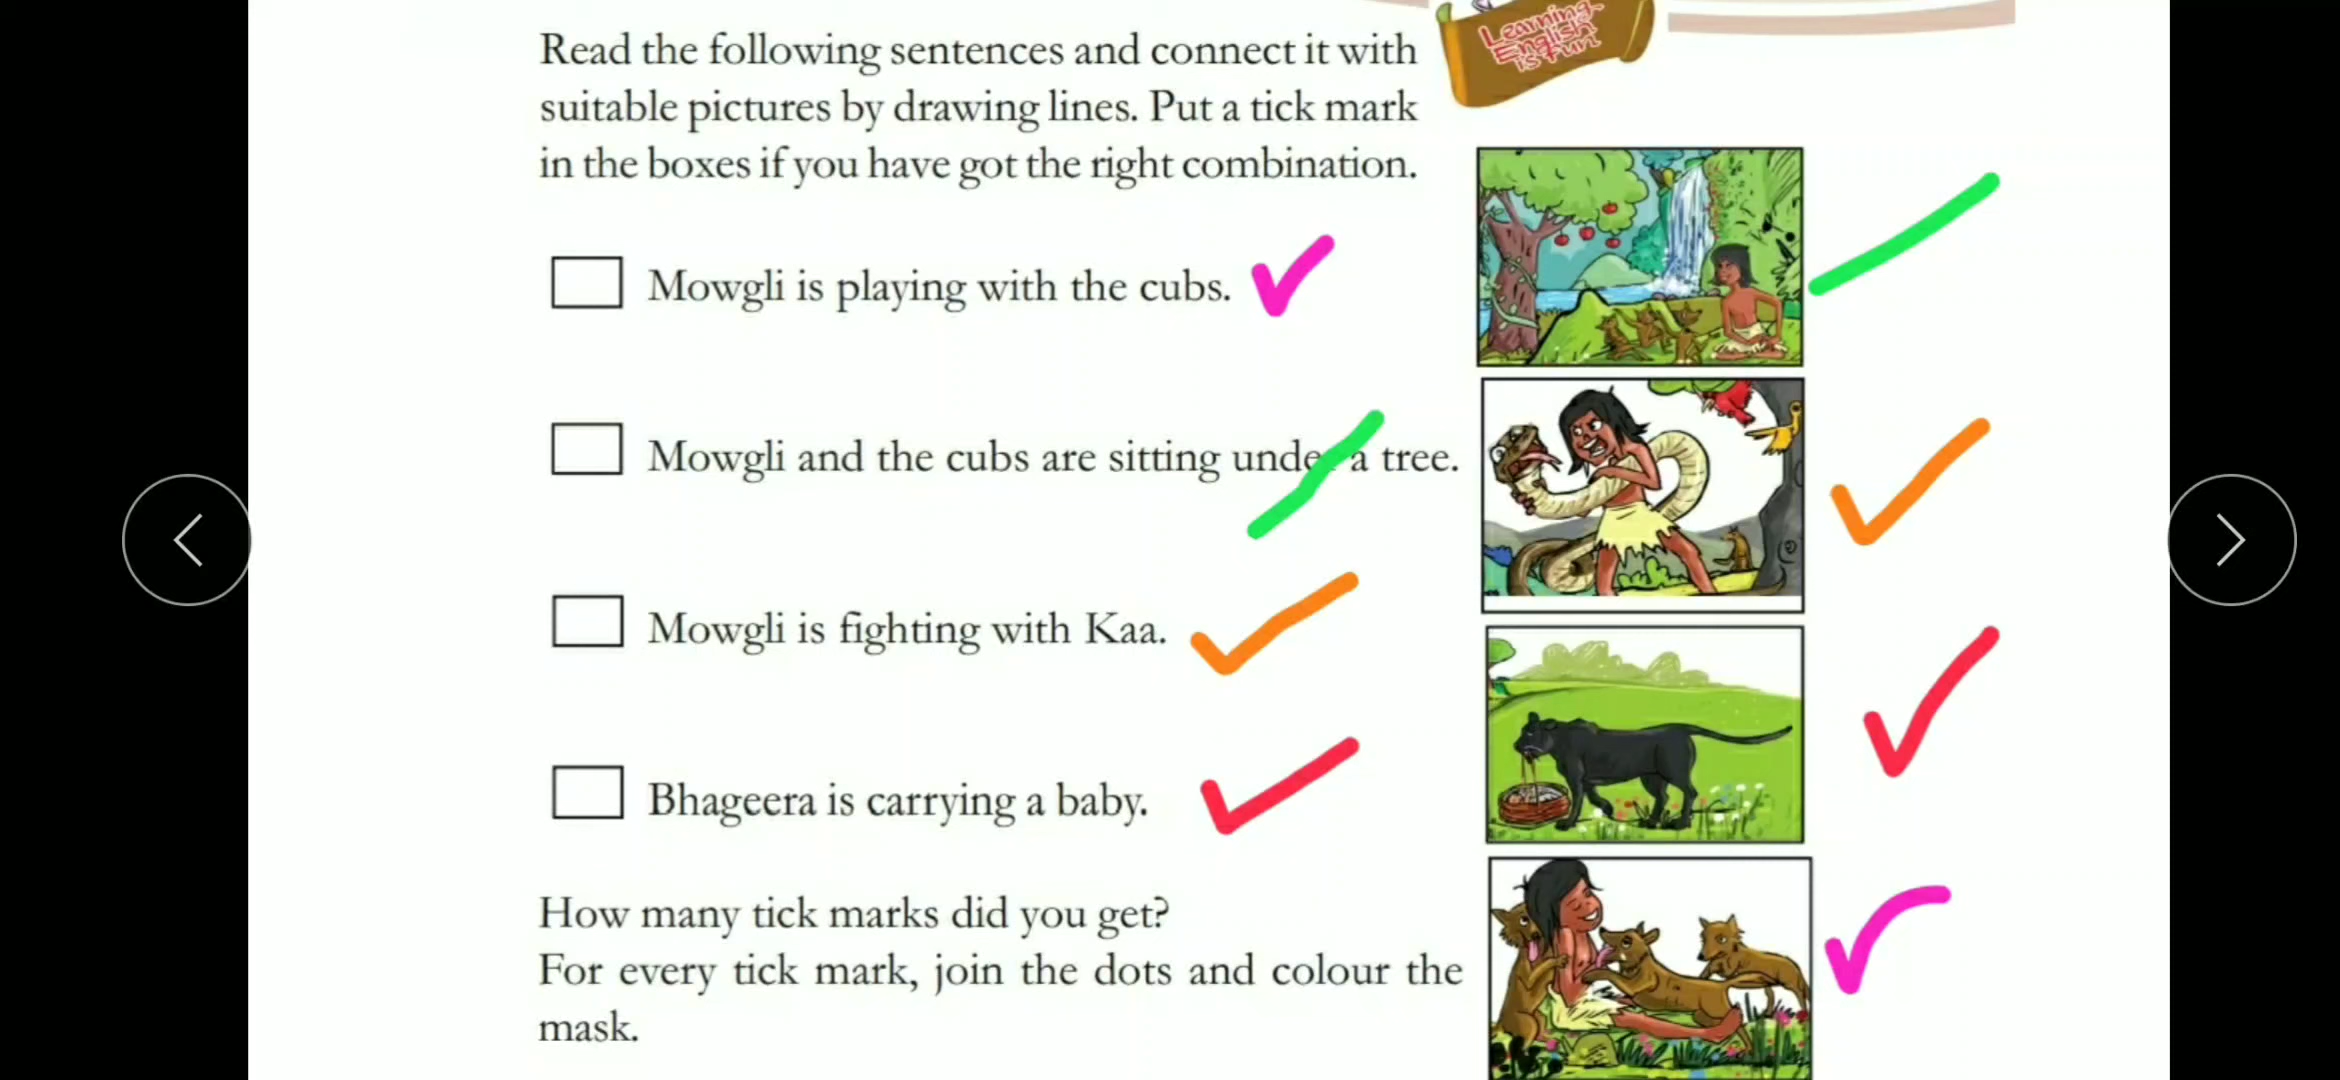 Learning
English
is fun
Read the following sentences and connect it with
suitable pictures by drawing lines. Put a tick mark
in the boxes if you have got the right combination.
Mowgli is playing with the cubs.
Mowgli and the cubs are sitting under a tree.
Mowgli is fighting with Kaa.
Bhageera is carrying a baby.
How many tick marks did you get?
For every tick mark, join the dots and colour the
mask.